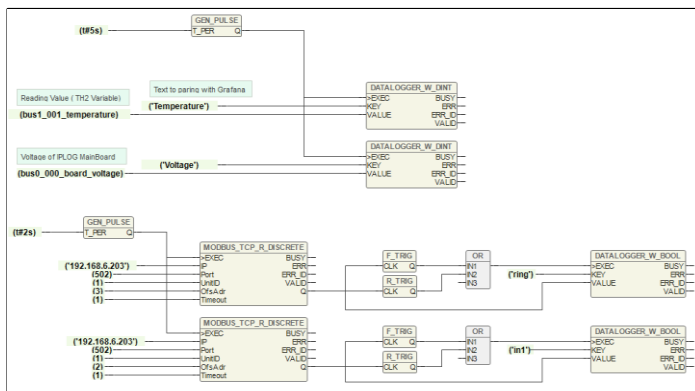 GEN_PULSE
(t#5s) T_PER Q
Reading Value ( TH2 Variable)
Text to paring with Grafana
DATALOGGER_W_DINT
>EXEC BUSY
('Temperature') KEY ERR
(bus1_001_temperature) VALUE ERR_ID
VALID
Voltage of IPLOG MainBoard
DATALOGGER_W_DINT
>EXEC BUSY
('Voltage') KEY ERR
(bus0_000_board_voltage) VALUE ERR_ID
VALID
GEN_PULSE
(t#2s) T_PER Q
MODBUS_TCP_R_DISCRETE
>EXEC BUSY
('192.168.6.203') IP ERR
(502) Port ERR_ID
(1) UnitID VALID
(3) OfsAdr Q
(1) Timeout
F_TRIG
CLK Q
R_TRIG
CLK Q
OR
IN1
IN2
IN3
DATALOGGER_W_BOOL
>EXEC BUSY
('ring') KEY ERR
VALUE ERR_ID
VALID
MODBUS_TCP_R_DISCRETE
>EXEC BUSY
('192.168.6.203') IP ERR
(502) Port ERR_ID
(1) UnitID VALID
(2) OfsAdr Q
(1) Timeout
F_TRIG
CLK Q
R_TRIG
CLK Q
OR
IN1
IN2
IN3
DATALOGGER_W_BOOL
>EXEC BUSY
('in1') KEY ERR
VALUE ERR_ID
VALID